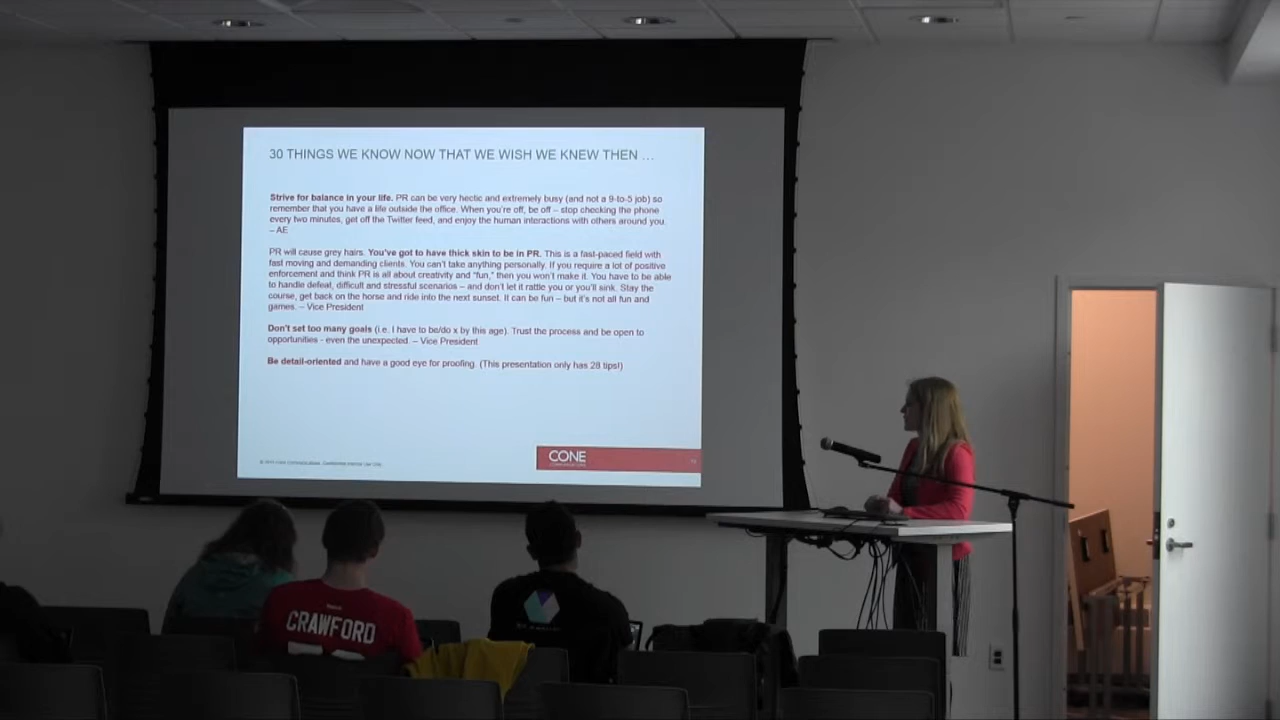 30 THINGS WE KNOW NOW THAT WE WISH WE KNEW THEN ...
Strive for balance in your life. PR can be very hectic and extremely busy (and not a 9-to-5 job) so
remember that you have a life outside the office. When you're off, be off – stop checking the phone
every two minutes, get off the Twitter feed, and enjoy the human interactions with others around you.
– AE
PR will cause grey hairs. You've got to have thick skin to be in PR. This is a fast-paced field with
fast moving and demanding clients. You can't take anything personally. If you require a lot of positive
enforcement and think PR is all about creativity and "fun," then you won't make it. You have to be able
to handle defeat, difficult and stressful scenarios – and don't let it rattle you or you'll sink. Stay the
course, get back on the horse and ride into the next sunset. It can be fun – but it's not all fun and
games. – Vice President
Don't set too many goals (i.e. I have to be/do x by this age). Trust the process and be open to
opportunities - even the unexpected. – Vice President
Be detail-oriented and have a good eye for proofing. (This presentation only has 28 tips!)
CONE
CRAWFORD